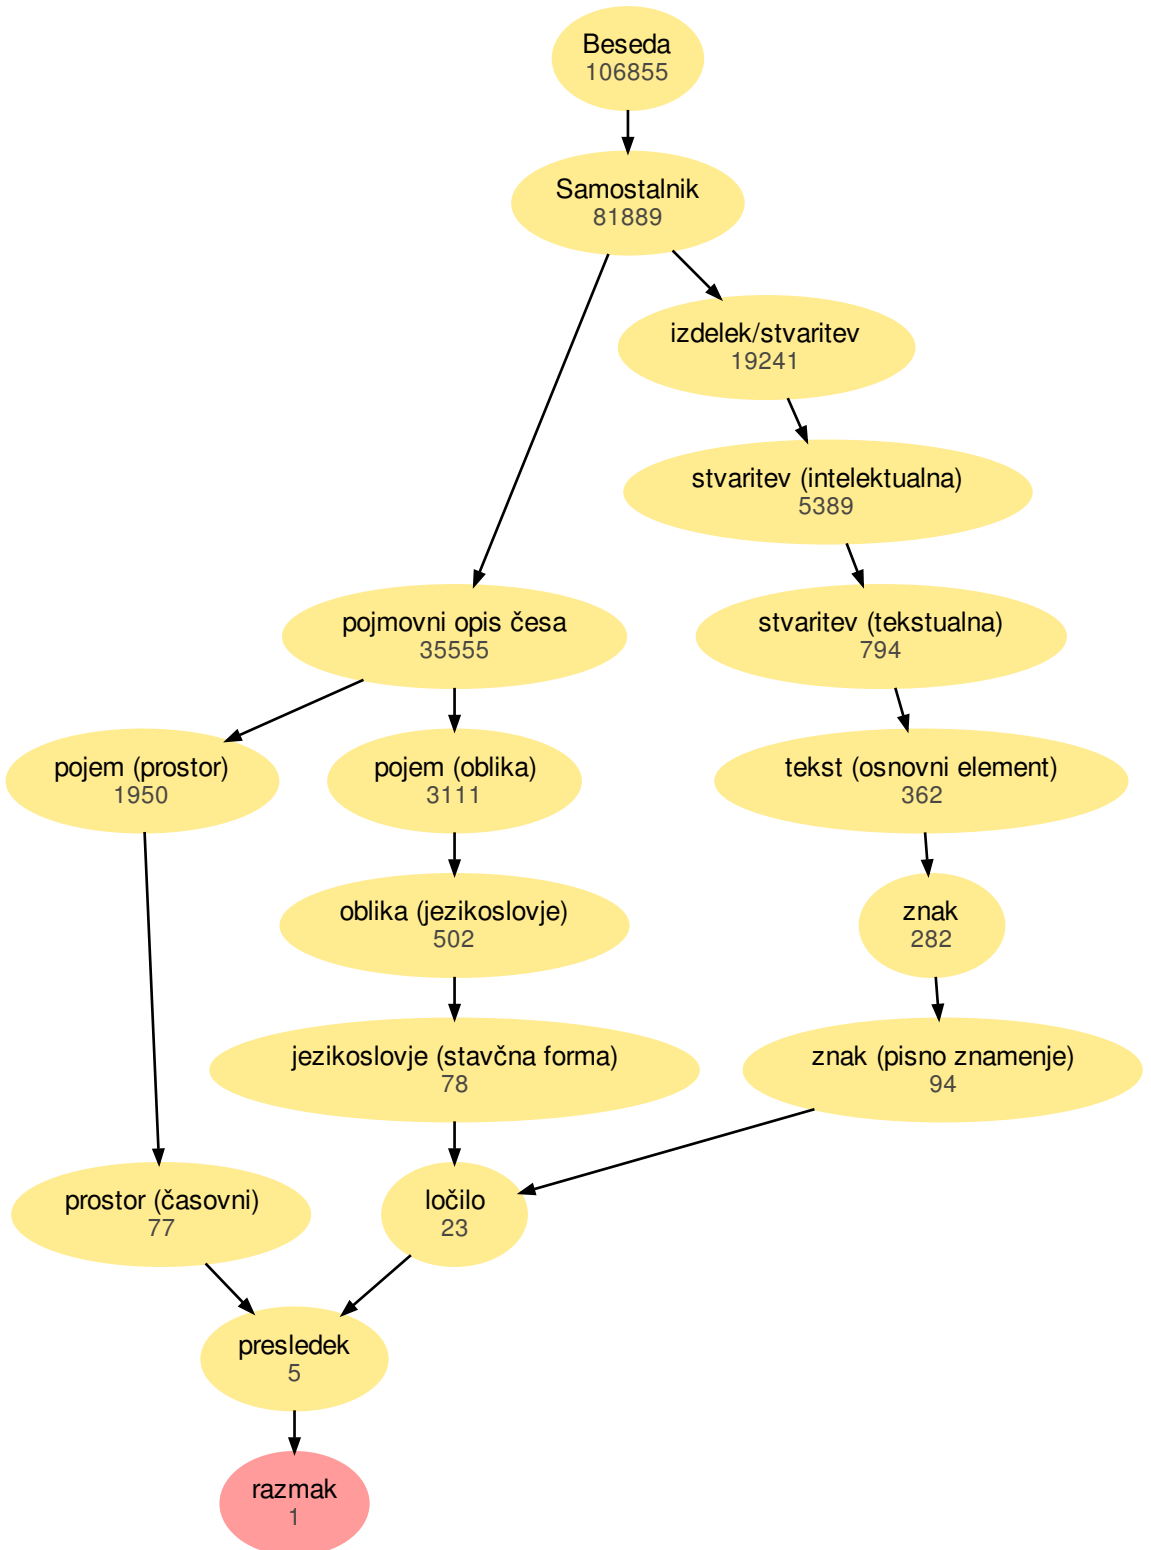 Beseda
106855
Samostalnik
81889
izdelek/stvaritev
19241
stvaritev (intelektualna)
5389
pojmovni opis česa
35555
stvaritev (tekstualna)
794
pojem (prostor)
1950
pojem (oblika)
3111
tekst (osnovni element)
362
oblika (jezikoslovje)
502
znak
282
jezikoslovje (stavčna forma)
78
znak (pisno znamenje)
94
prostor (časovni)
77
ločilo
23
presledek
5
razmak
1